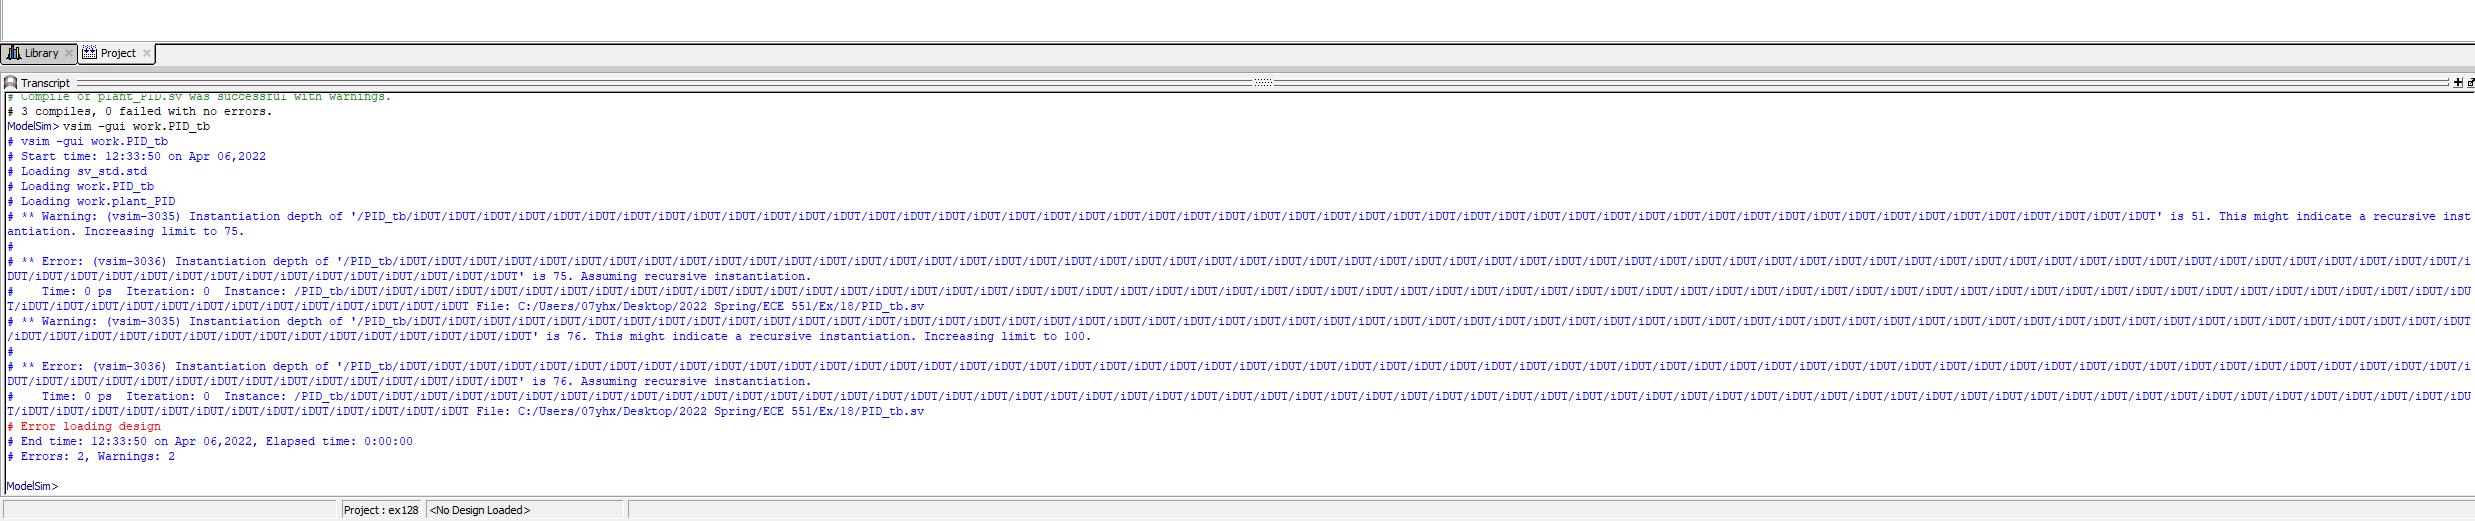 Library
Project
Transcript
# Compile of plant_PID.sv was successful with warnings.
# 3 compiles, 0 failed with no errors.
ModelSim> vsim -gui work.PID_tb
# vsim -gui work.PID_tb
# Start time: 12:33:50 on Apr 06,2022
# Loading sv_std.std
# Loading work.PID_tb
# Loading work.plant_PID
# ** Warning: (vsim-3035) Instantiation depth of '/PID_tb/iDUT/iDUT/iDUT/iDUT/iDUT/iDUT/iDUT/iDUT/iDUT/iDUT/iDUT/iDUT/iDUT/iDUT/iDUT/iDUT/iDUT/iDUT/iDUT/iDUT/iDUT/iDUT/iDUT/iDUT/iDUT/iDUT/iDUT/iDUT/iDUT/iDUT/iDUT/iDUT/iDUT/iDUT/iDUT/iDUT/iDUT/iDUT/iDUT/iDUT/iDUT/iDUT/iDUT/iDUT/iDUT/iDUT/iDUT/iDUT/iDUT/iDUT' is 51. This might indicate a recursive inst
antiation. Increasing limit to 75.
#
# ** Error: (vsim-3036) Instantiation depth of '/PID_tb/iDUT/iDUT/iDUT/iDUT/iDUT/iDUT/iDUT/iDUT/iDUT/iDUT/iDUT/iDUT/iDUT/iDUT/iDUT/iDUT/iDUT/iDUT/iDUT/iDUT/iDUT/iDUT/iDUT/iDUT/iDUT/iDUT/iDUT/iDUT/iDUT/iDUT/iDUT/iDUT/iDUT/iDUT/iDUT/iDUT/iDUT/iDUT/iDUT/iDUT/iDUT/iDUT/iDUT/iDUT/iDUT/iDUT/iDUT/iDUT/iDUT/iDUT/iDUT/iDUT/iDUT/iDUT/iDUT/iDUT/iDUT/iDUT/iDUT/i
DUT/iDUT/iDUT/iDUT/iDUT/iDUT/iDUT/iDUT/iDUT/iDUT/iDUT/iDUT/iDUT/iDUT/iDUT' is 75. Assuming recursive instantiation.
#    Time: 0 ps  Iteration: 0  Instance: /PID_tb/iDUT/iDUT/iDUT/iDUT/iDUT/iDUT/iDUT/iDUT/iDUT/iDUT/iDUT/iDUT/iDUT/iDUT/iDUT/iDUT/iDUT/iDUT/iDUT/iDUT/iDUT/iDUT/iDUT/iDUT/iDUT/iDUT/iDUT/iDUT/iDUT/iDUT/iDUT/iDUT/iDUT/iDUT/iDUT/iDUT/iDUT/iDUT/iDUT/iDUT/iDUT/iDUT/iDUT/iDUT/iDUT/iDUT/iDUT/iDUT/iDUT/iDUT/iDUT/iDUT/iDUT/iDUT/iDUT/iDUT/iDUT/iDUT/iDUT/iDUT/iDU
T/iDUT/iDUT/iDUT/iDUT/iDUT/iDUT/iDUT/iDUT/iDUT/iDUT/iDUT/iDUT/iDUT File: C:/Users/07yhx/Desktop/2022 Spring/ECE 551/Ex/18/PID_tb.sv
# ** Warning: (vsim-3035) Instantiation depth of '/PID_tb/iDUT/iDUT/iDUT/iDUT/iDUT/iDUT/iDUT/iDUT/iDUT/iDUT/iDUT/iDUT/iDUT/iDUT/iDUT/iDUT/iDUT/iDUT/iDUT/iDUT/iDUT/iDUT/iDUT/iDUT/iDUT/iDUT/iDUT/iDUT/iDUT/iDUT/iDUT/iDUT/iDUT/iDUT/iDUT/iDUT/iDUT/iDUT/iDUT/iDUT/iDUT/iDUT/iDUT/iDUT/iDUT/iDUT/iDUT/iDUT/iDUT/iDUT/iDUT/iDUT/iDUT/iDUT/iDUT/iDUT/iDUT/iDUT/iDUT
/iDUT/iDUT/iDUT/iDUT/iDUT/iDUT/iDUT/iDUT/iDUT/iDUT/iDUT/iDUT/iDUT/iDUT/iDUT' is 76. This might indicate a recursive instantiation. Increasing limit to 100.
#
# ** Error: (vsim-3036) Instantiation depth of '/PID_tb/iDUT/iDUT/iDUT/iDUT/iDUT/iDUT/iDUT/iDUT/iDUT/iDUT/iDUT/iDUT/iDUT/iDUT/iDUT/iDUT/iDUT/iDUT/iDUT/iDUT/iDUT/iDUT/iDUT/iDUT/iDUT/iDUT/iDUT/iDUT/iDUT/iDUT/iDUT/iDUT/iDUT/iDUT/iDUT/iDUT/iDUT/iDUT/iDUT/iDUT/iDUT/iDUT/iDUT/iDUT/iDUT/iDUT/iDUT/iDUT/iDUT/iDUT/iDUT/iDUT/iDUT/iDUT/iDUT/iDUT/iDUT/iDUT/iDUT/i
DUT/iDUT/iDUT/iDUT/iDUT/iDUT/iDUT/iDUT/iDUT/iDUT/iDUT/iDUT/iDUT/iDUT/iDUT' is 76. Assuming recursive instantiation.
#    Time: 0 ps  Iteration: 0  Instance: /PID_tb/iDUT/iDUT/iDUT/iDUT/iDUT/iDUT/iDUT/iDUT/iDUT/iDUT/iDUT/iDUT/iDUT/iDUT/iDUT/iDUT/iDUT/iDUT/iDUT/iDUT/iDUT/iDUT/iDUT/iDUT/iDUT/iDUT/iDUT/iDUT/iDUT/iDUT/iDUT/iDUT/iDUT/iDUT/iDUT/iDUT/iDUT/iDUT/iDUT/iDUT/iDUT/iDUT/iDUT/iDUT/iDUT/iDUT/iDUT/iDUT/iDUT/iDUT/iDUT/iDUT/iDUT/iDUT/iDUT/iDUT/iDUT/iDUT/iDUT/iDUT/iDU
T/iDUT/iDUT/iDUT/iDUT/iDUT/iDUT/iDUT/iDUT/iDUT/iDUT/iDUT/iDUT/iDUT File: C:/Users/07yhx/Desktop/2022 Spring/ECE 551/Ex/18/PID_tb.sv
# Error loading design
# End time: 12:33:50 on Apr 06,2022, Elapsed time: 0:00:00
# Errors: 2, Warnings: 2
ModelSim>
Project : ex128
<No Design Loaded>